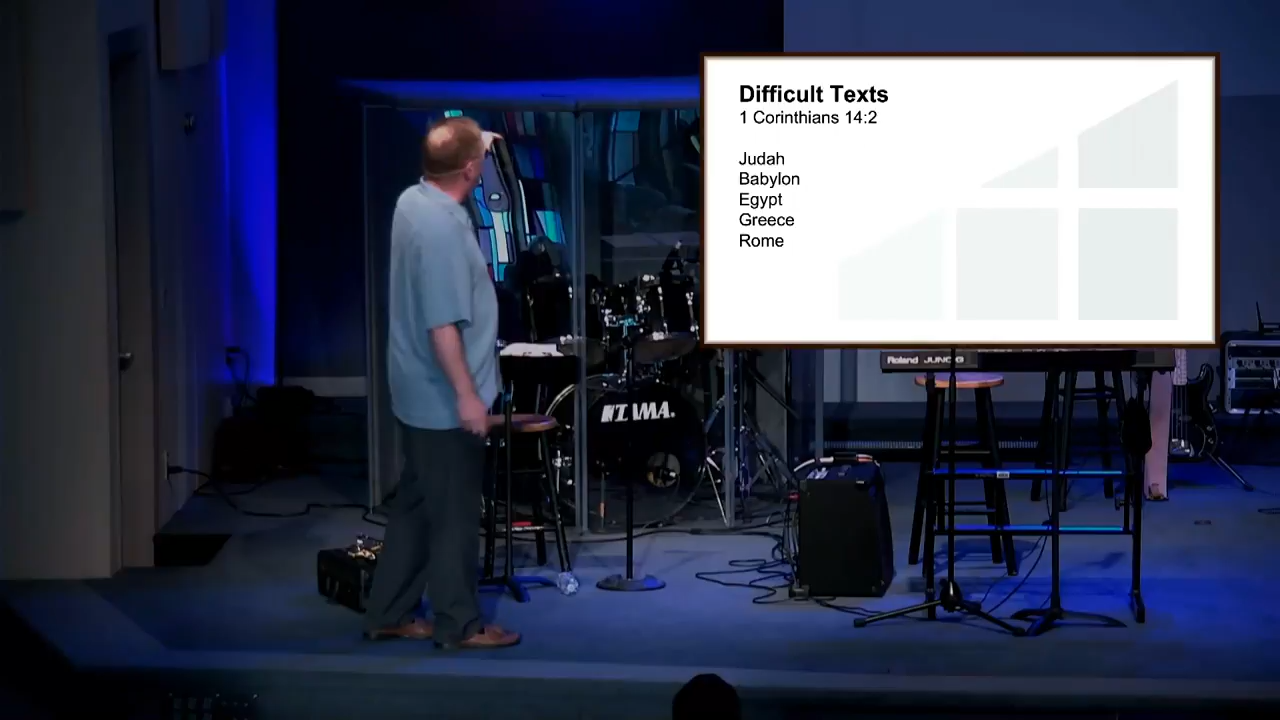 Difficult Texts
1 Corinthians 14:2
Judah
Babylon
Egypt
Greece
Rome
Roland JUNO-G
TAMA.